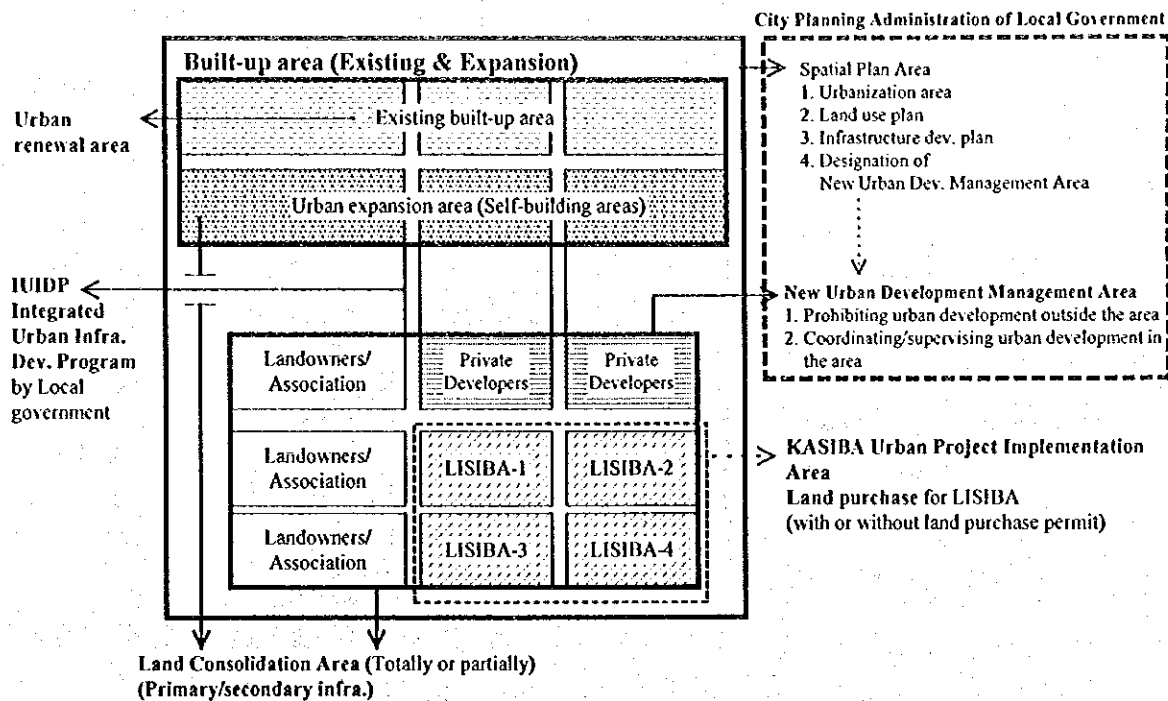 City Planning Administration of Local Government
Built-up area (Existing & Expansion)
Existing built-up area
Urban expansion area (Self-building areas)
Urban
renewal area
IUIDP
Integrated
Urban Infra.
Dev. Program
by Local
government
Spatial Plan Area
1. Urbanization area
2. Land use plan
3. Infrastructure dev. plan
4. Designation of
New Urban Dev. Management Area
New Urban Development Management Area
1. Prohibiting urban development outside the area
2. Coordinating/supervising urban development in
the area
Landowners/
Association
Private
Developers
Private
Developers
Landowners/
Association
LISIBA-1
LISIBA-2
Landowners/
Association
LISIBA-3
LISIBA-4
KASIBA Urban Project Implementation
Area
Land purchase for LISIBA
(with or without land purchase permit)
Land Consolidation Area (Totally or partially)
(Primary/secondary infra.)